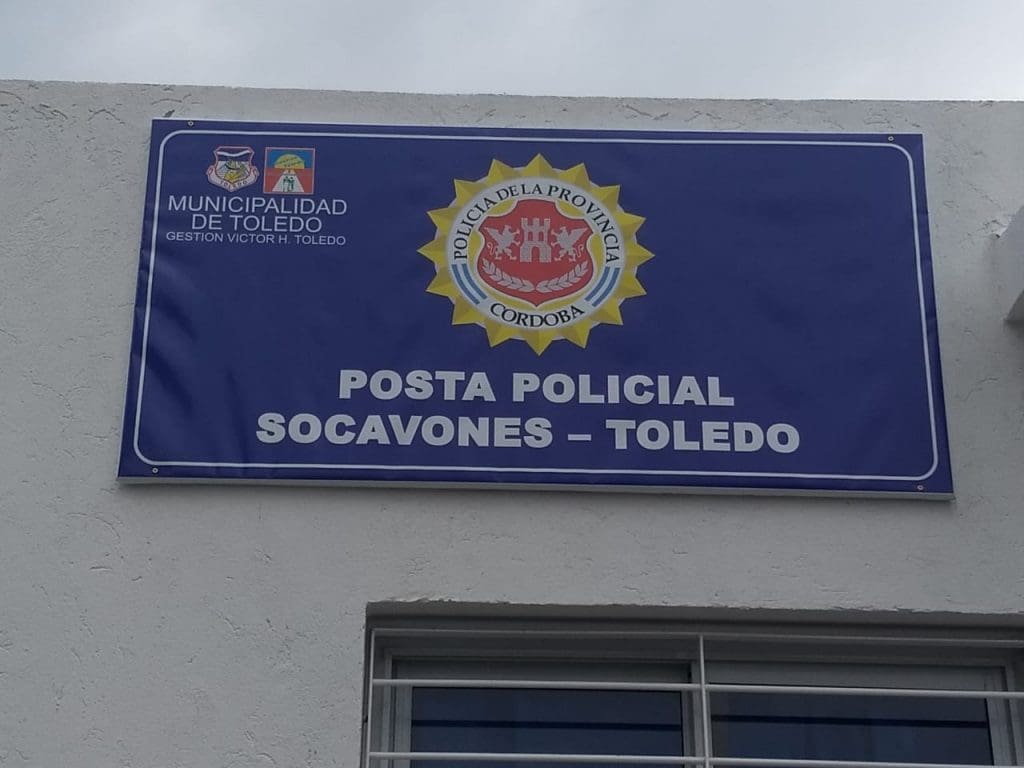 MUNICIPALIDAD
DE TOLEDO
GESTION VICTOR H. TOLEDO
POLICIA DE LA PROVINCIA
CORDOBA
POSTA POLICIAL
SOCAVONES – TOLEDO